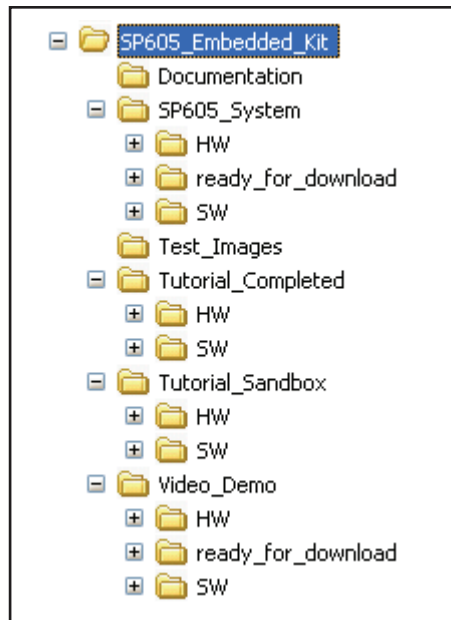 SP605_Embedded_Kit
Documentation
SP605_System
HW
ready_for_download
SW
Test_Images
Tutorial_Completed
HW
SW
Tutorial_Sandbox
HW
SW
Video_Demo
HW
ready_for_download
SW